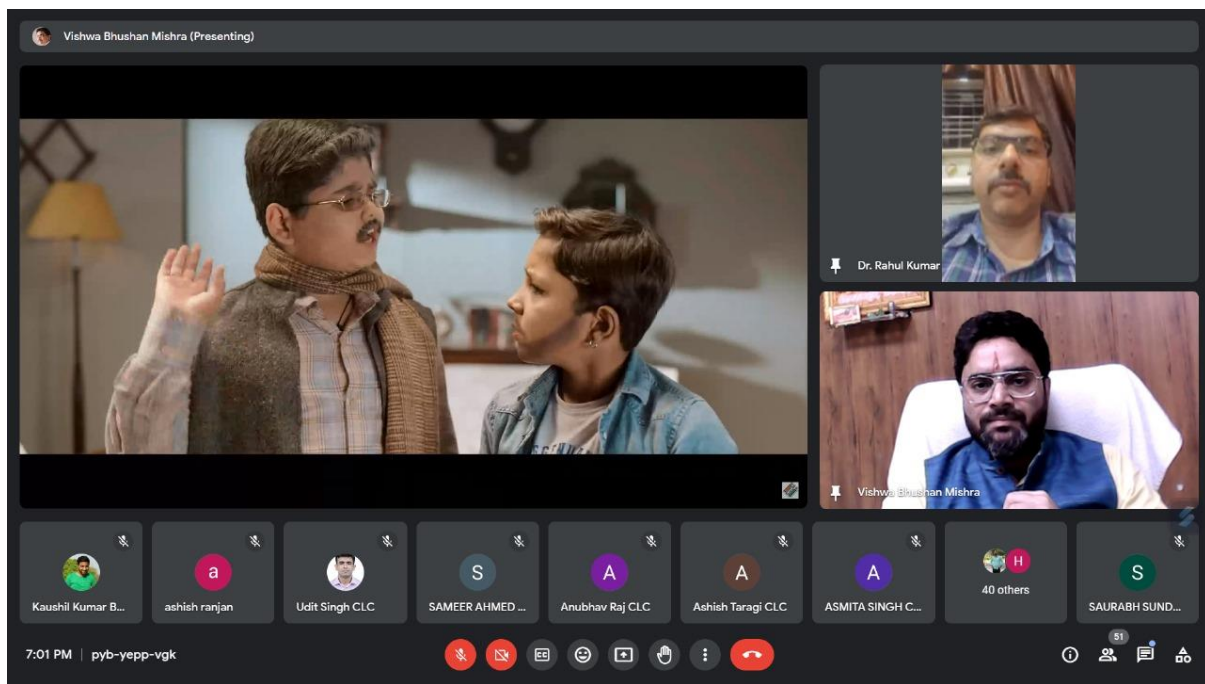 Vishwa Bhushan Mishra (Presenting)
Dr. Rahul Kumar
Vishwa Bhushan Mishra
Kaushil Kumar B...
ashish ranjan
Udit Singh CLC
SAMEER AHMED ...
Anubhav Raj CLC
Ashish Taragi CLC
ASMITA SINGH C...
40 others
SAURABH SUND...
a
S
A
A
A
H
S
7:01 PM | pyb-yepp-vgk
CC
51